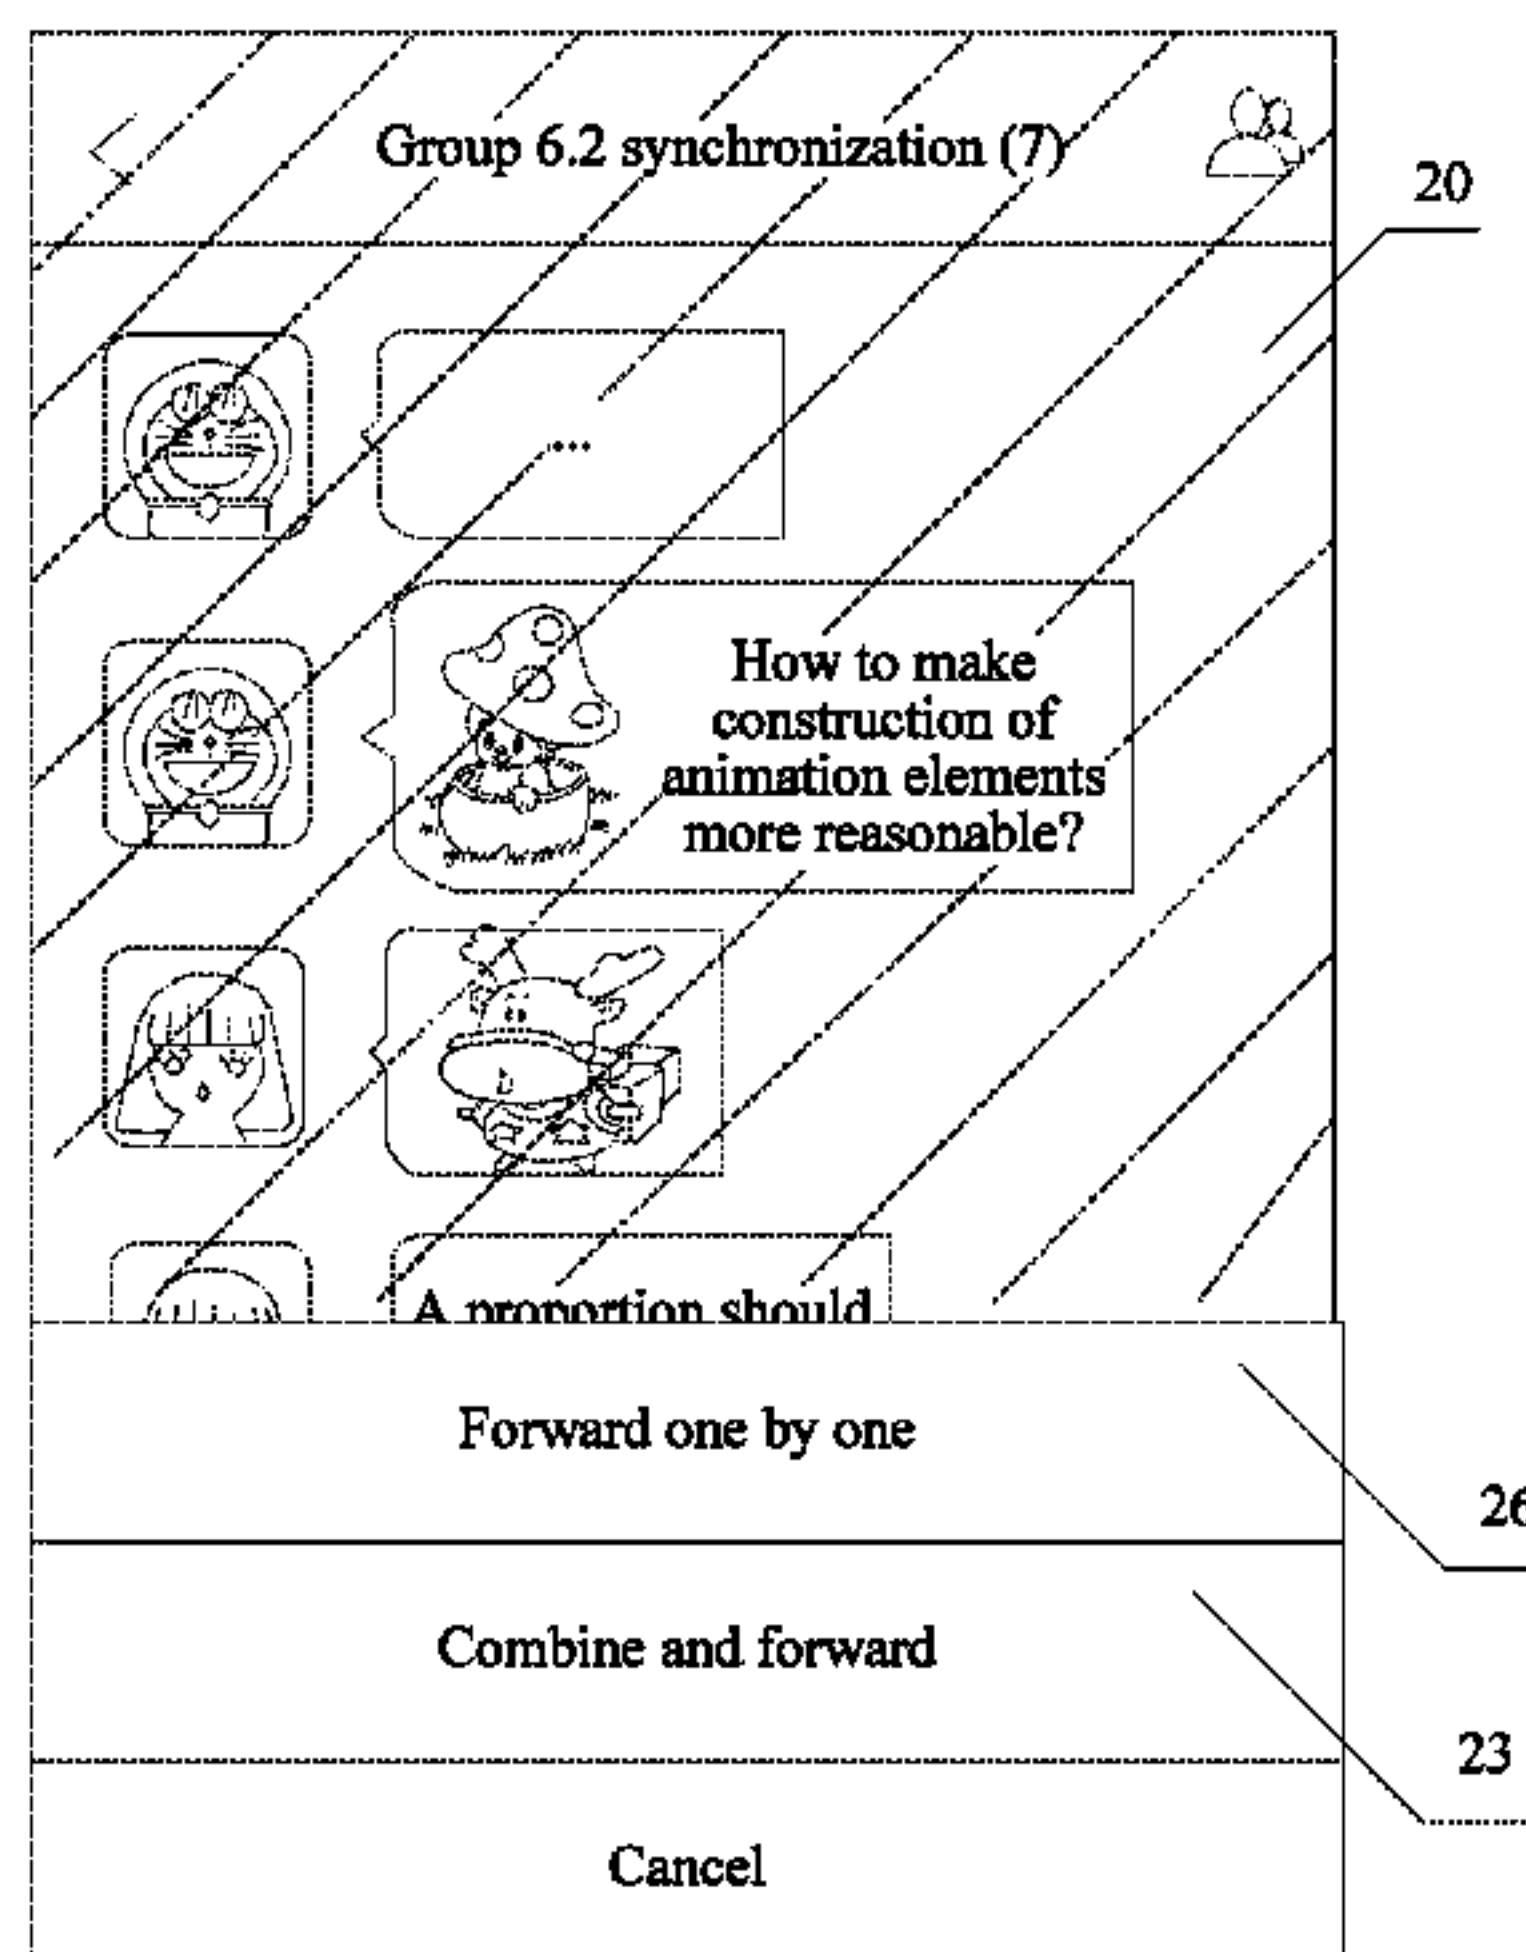 Group 6.2 synchronization (7)
20
...
How to make
construction of
animation elements
more reasonable?
A proportion should
Forward one by one
26
Combine and forward
23
Cancel